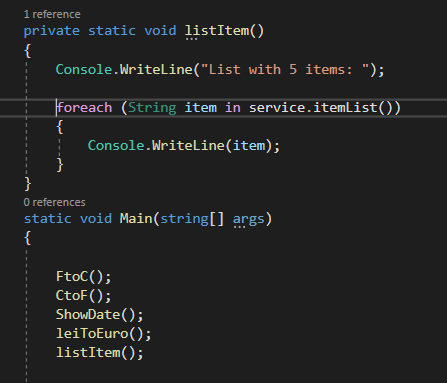 1 reference
private static void listItem()
{
Console.WriteLine("List with 5 items: ");
foreach (String item in service.itemList())
{
Console.WriteLine(item);
}
}
0 references
static void Main(string[] args)
{
FtoC();
CtoF();
ShowDate();
leiToEuro();
listItem();